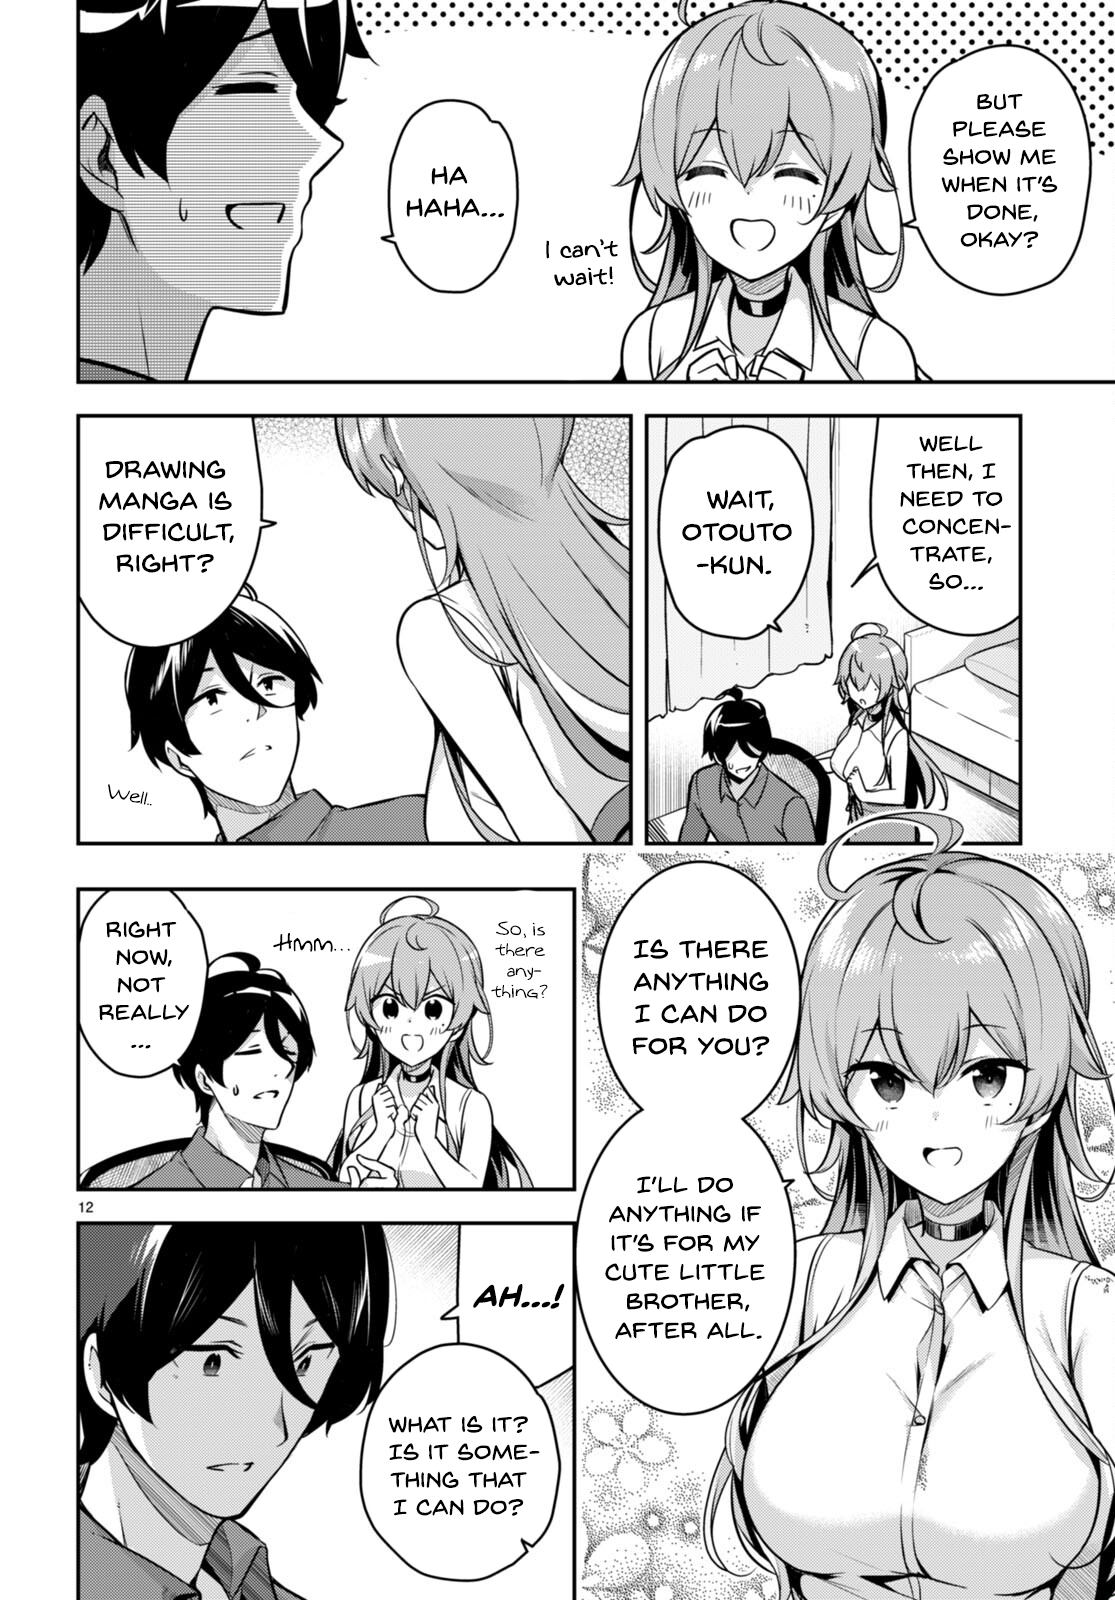 BUT
PLEASE
SHOW ME
WHEN IT'S
DONE,
OKAY?
I can't
wait!
HA
HAHA...
WELL
THEN, I
NEED TO
CONCEN-
TRATE,
SO...
WAIT,
OTOUTO
-KUN.
DRAWING
MANGA IS
DIFFICULT,
RIGHT?
Well..
IS THERE
ANYTHING
I CAN DO
FOR YOU?
I'LL DO
ANYTHING IF
IT'S FOR MY
CUTE LITTLE
BROTHER,
AFTER ALL.
So, is
there
any-
thing?
Hmm...
RIGHT
NOW,
NOT
REALLY
...
12
AH...!
WHAT IS IT?
IS IT SOME-
THING THAT
I CAN DO?